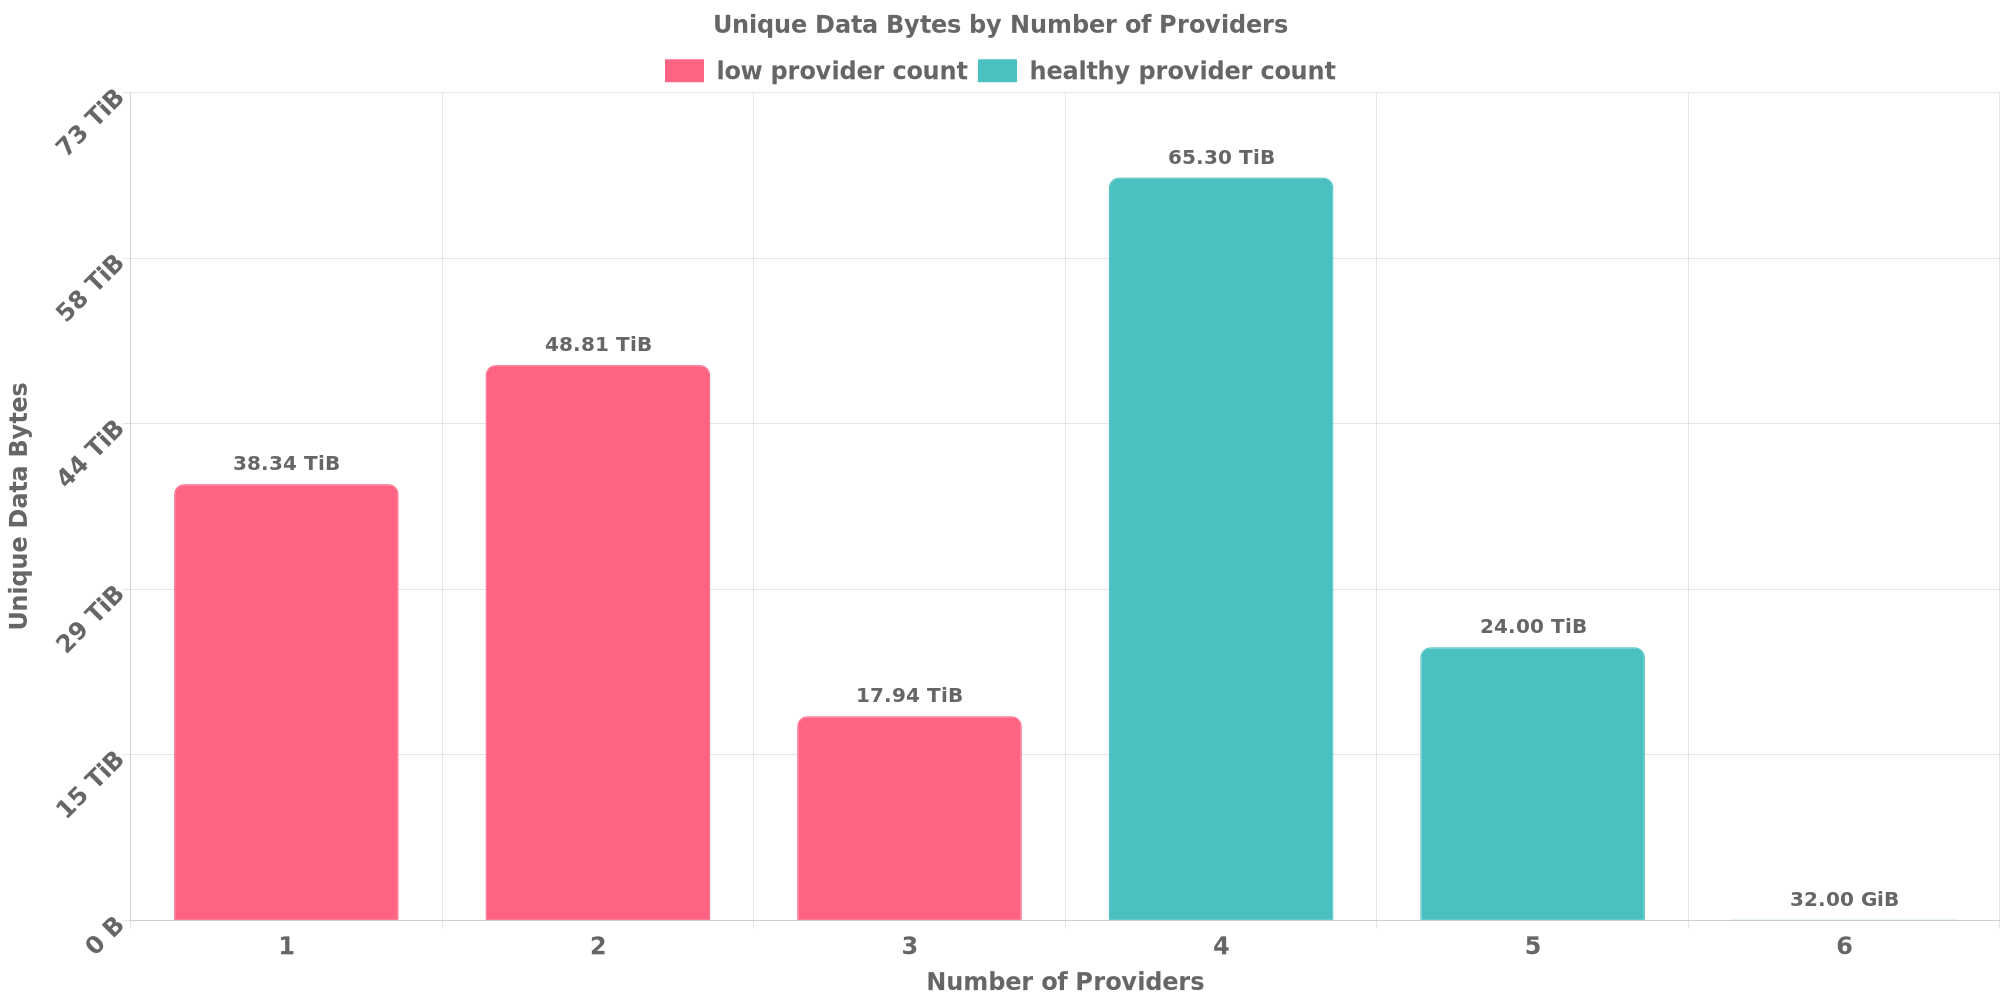 Unique Data Bytes by Number of Providers
low provider count healthy provider count
73 TiB
58 TiB
44 TiB
29 TiB
15 TiB
0 B
Unique Data Bytes
38.34 TiB
48.81 TiB
17.94 TiB
65.30 TiB
24.00 TiB
32.00 GiB
1 2 3 4 5 6
Number of Providers